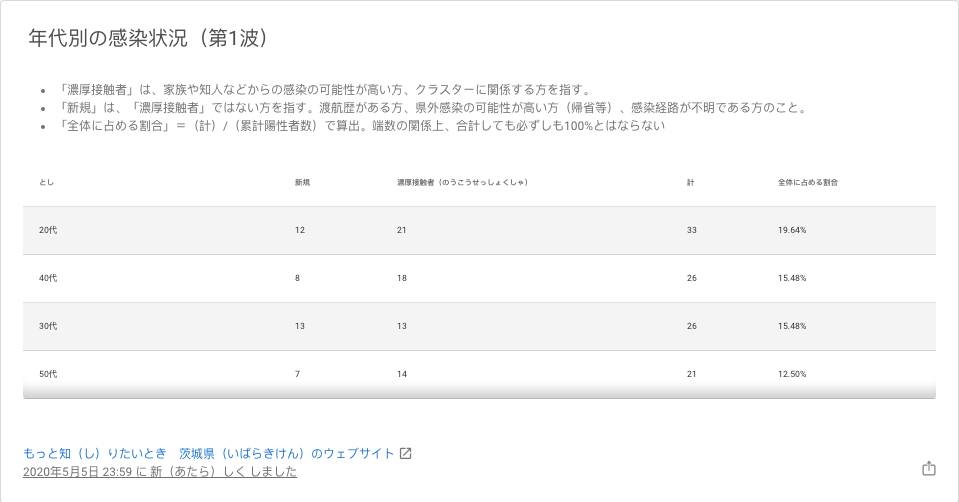 年代別の感染状況（第1波）
「濃厚接触者」は、家族や知人などからの感染の可能性が高い方、クラスターに関係する方を指す。
「新規」は、「濃厚接触者」ではない方を指す。渡航歴がある方、県外感染の可能性が高い方（帰省等）、感染経路が不明である方のこと。
「全体に占める割合」＝（計）/（累計陽性者数）で算出。端数の関係上、合計しても必ずしも100%とはならない
とし 新規 濃厚接触者（のうこうせっしょくしゃ） 計 全体に占める割合
20代 12 21 33 19.64%
40代 8 18 26 15.48%
30代 13 13 26 15.48%
50代 7 14 21 12.50%
もっと知（し）りたいとき　茨城県（いばらきけん）のウェブサイト
2020年5月5日 23:59 に 新（あたら）しく しました